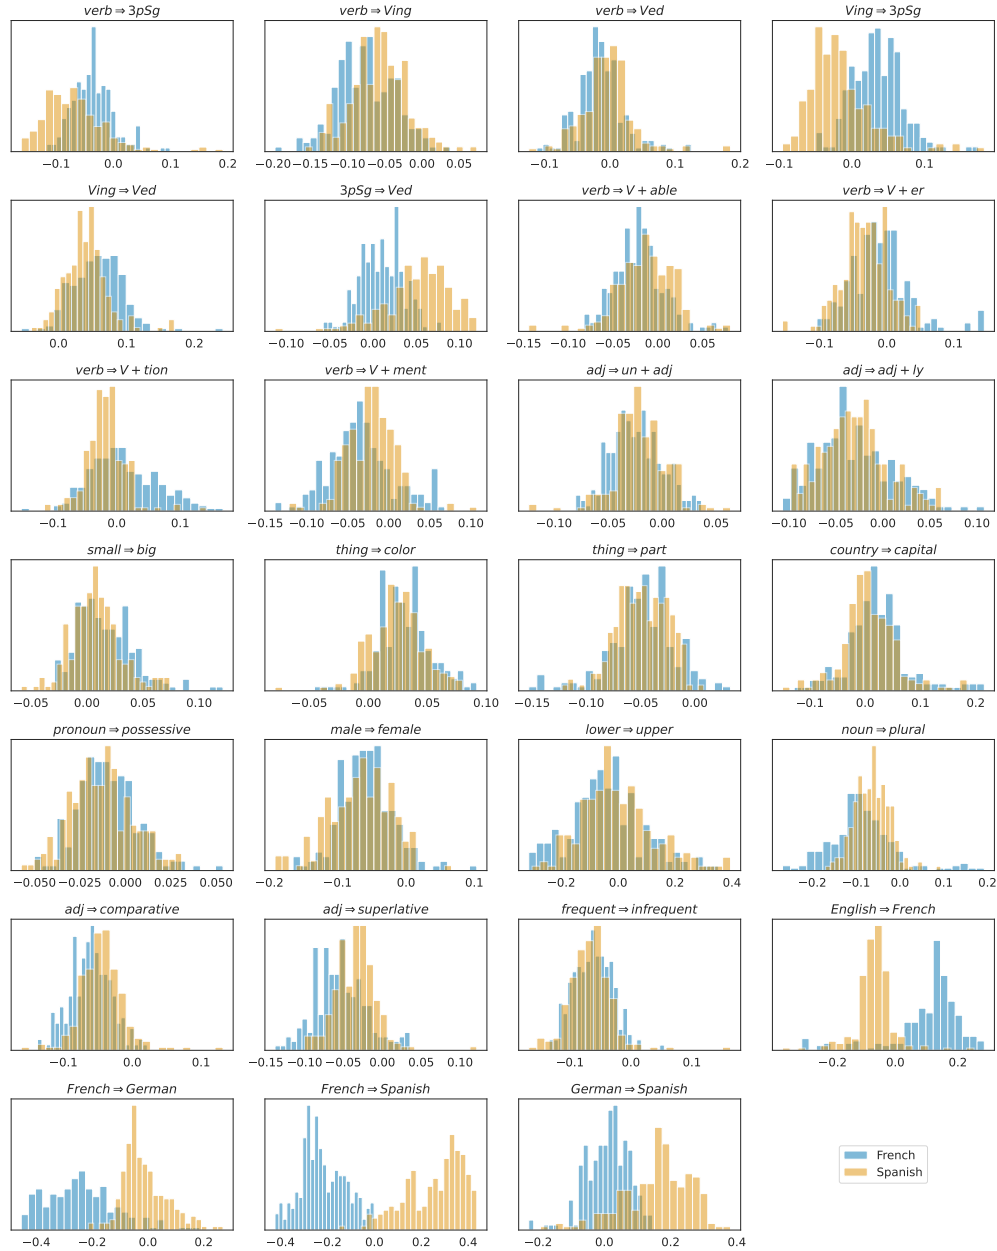 verb ⇒ 3pSg verb ⇒ Ving verb ⇒ Ved Ving ⇒ 3pSg
−0.1 0.0 0.1 0.2 −0.20 −0.15 −0.10 −0.05 0.00 0.05 −0.1 0.0 0.1 0.2 −0.1 0.0 0.1
Ving ⇒ Ved 3pSg ⇒ Ved verb ⇒ V + able verb ⇒ V + er
0.0 0.1 0.2 −0.10 −0.05 0.00 0.05 0.10 −0.15 −0.10 −0.05 0.00 0.05 −0.1 0.0 0.1
verb ⇒ V + tion verb ⇒ V + ment adj ⇒ un + adj adj ⇒ adj + ly
−0.1 0.0 0.1 −0.15 −0.10 −0.05 0.00 0.05 0.10 −0.10 −0.05 0.00 0.05 −0.10 −0.05 0.00 0.05 0.10
small ⇒ big thing ⇒ color thing ⇒ part country ⇒ capital
−0.05 0.00 0.05 0.10 −0.05 0.00 0.05 0.10 −0.15 −0.10 −0.05 0.00 −0.1 0.0 0.1 0.2
pronoun ⇒ possessive male ⇒ female lower ⇒ upper noun ⇒ plural
−0.050 −0.025 0.000 0.025 0.050 −0.2 −0.1 0.0 0.1 −0.2 0.0 0.2 0.4 −0.2 −0.1 0.0 0.1 0.2
adj ⇒ comparative adj ⇒ superlative frequent ⇒ infrequent English ⇒ French
−0.1 0.0 0.1 −0.15 −0.10 −0.05 0.00 0.05 0.10 −0.1 0.0 0.1 −0.2 0.0 0.2
French ⇒ German French ⇒ Spanish German ⇒ Spanish
French
Spanish
−0.4 −0.2 0.0 0.2 −0.4 −0.2 0.0 0.2 0.4 −0.2 0.0 0.2 0.4